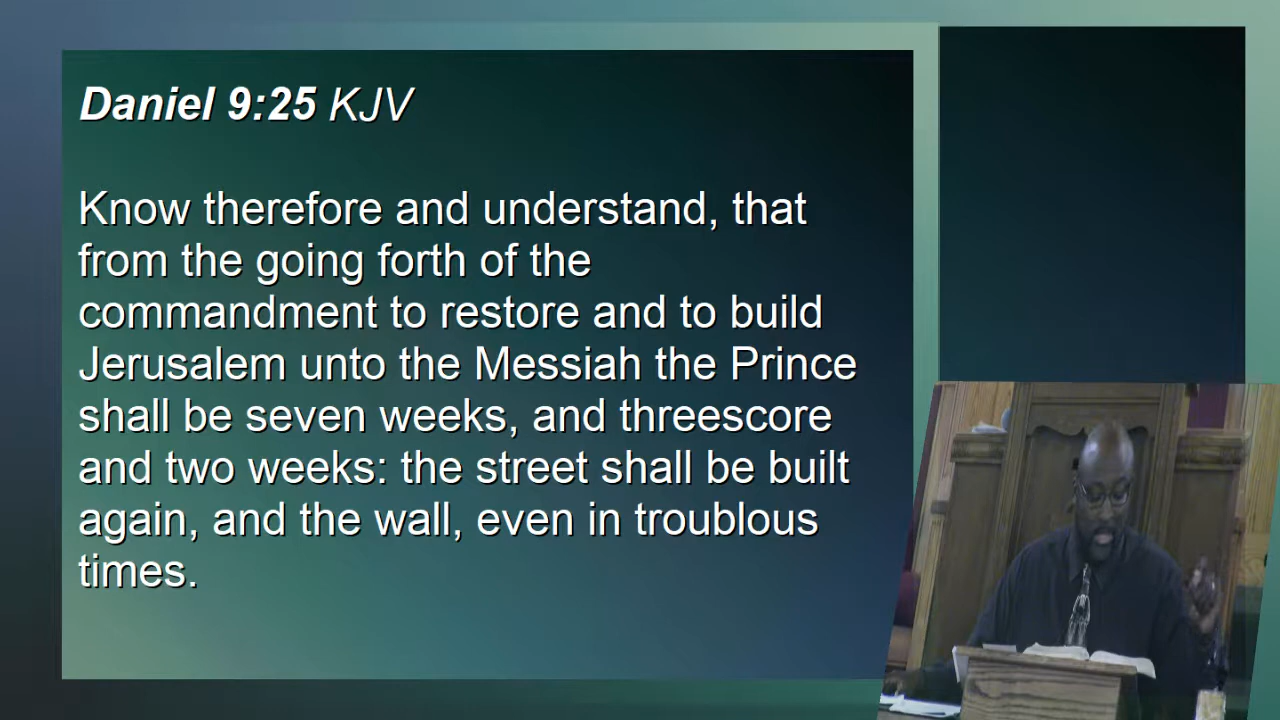 Daniel 9:25 KJV
Know therefore and understand, that
from the going forth of the
commandment to restore and to build
Jerusalem unto the Messiah the Prince
shall be seven weeks, and threescore
and two weeks: the street shall be built
again, and the wall, even in troublous
times.